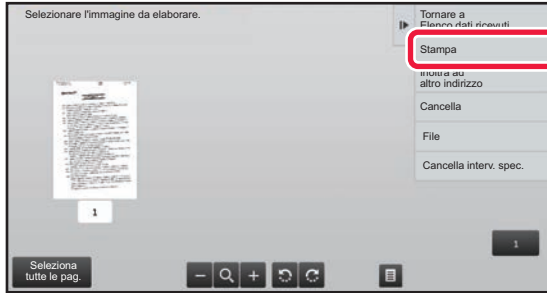 Selezionare l'immagine da elaborare.
Tornare a
Elenco dati ricevuti
Stampa
Inoltra ad
altro indirizzo
Cancella
File
Cancella interv. spec.
1
1
Seleziona
tutte le pag.